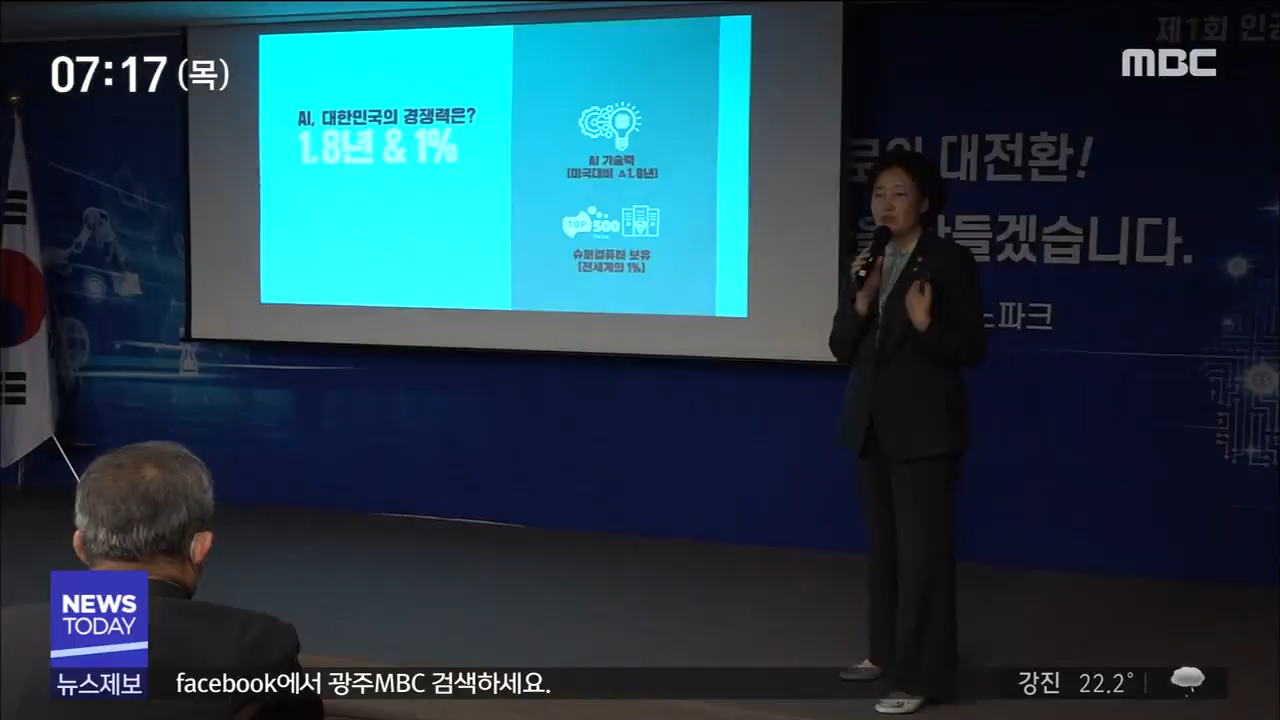 07:17 (목)
MBC
제1회 인공
AI, 대한민국의 경쟁력은?
1.8년 & 1%
AI 기술력
(미국대비 △1.8년)
TOP 500
슈퍼컴퓨터 보유
(전세계의 1%)
대전환!
만들겠습니다.
노파크
NEWS
TODAY
뉴스제보
facebook에서 광주MBC 검색하세요.
강진 22.2°